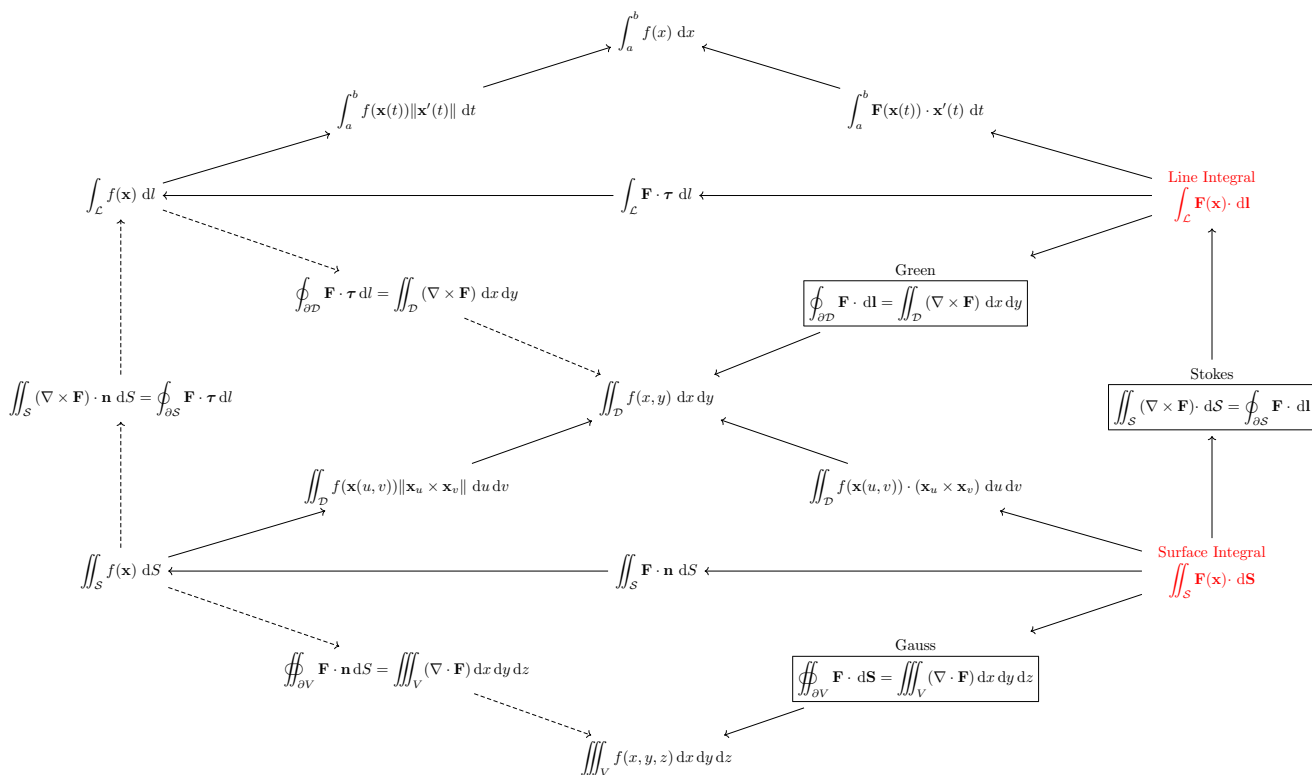 ∫_a^b f(x) dx
∫_a^b f(𝐱(t))‖𝐱′(t)‖ dt
∫_a^b 𝐅(𝐱(t)) · 𝐱′(t) dt
∫_ℒ f(𝐱) dl
∫_ℒ 𝐅 · 𝝉 dl
Line Integral
∫_ℒ 𝐅(𝐱)· d𝐥
∮_∂𝒟 𝐅 · 𝝉 dl = ∬_𝒟 (∇ × 𝐅) dx dy
Green
∮_∂𝒟 𝐅 · d𝐥 = ∬_𝒟 (∇ × 𝐅) dx dy
∬_𝒮 (∇ × 𝐅) · 𝐧 dS = ∮_∂𝒮 𝐅 · 𝝉 dl
∬_𝒟 f(x, y) dx dy
Stokes
∬_𝒮 (∇ × 𝐅)· d𝒮 = ∮_∂𝒮 𝐅 · d𝐥
∬_𝒟 f(𝐱(u, v))‖𝐱_u × 𝐱_v‖ du dv
∬_𝒟 f(𝐱(u, v)) · (𝐱_u × 𝐱_v) du dv
∬_𝒮 f(𝐱) dS
∬_𝒮 𝐅 · 𝐧 dS
Surface Integral
∬_𝒮 𝐅(𝐱)· d𝐒
∯_∂V 𝐅 · 𝐧 dS = ∭_V (∇ · 𝐅) dx dy dz
Gauss
∯_∂V 𝐅 · d𝐒 = ∭_V (∇ · 𝐅) dx dy dz
∭_V f(x, y, z) dx dy dz